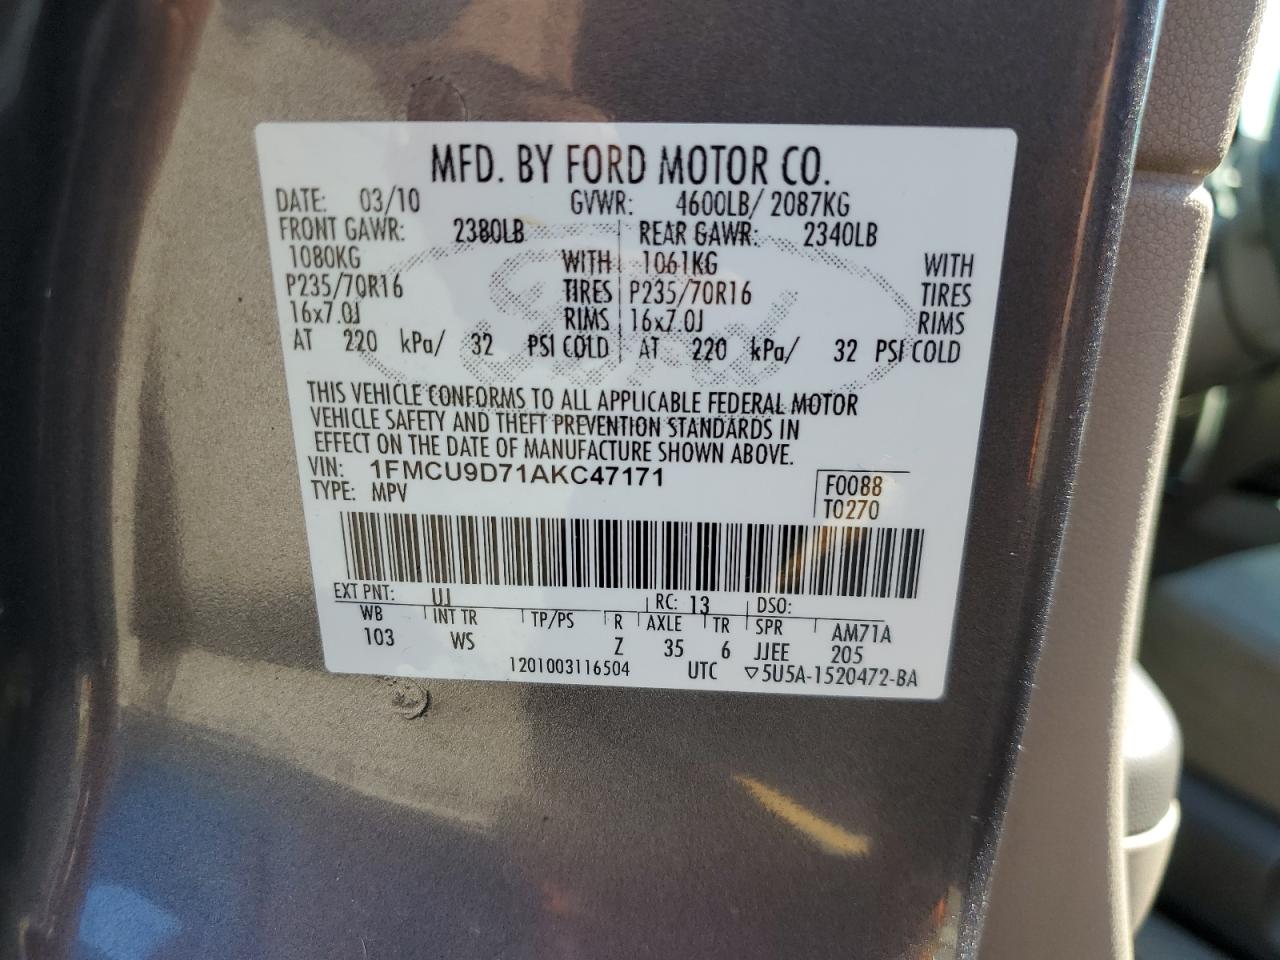 MFD. BY FORD MOTOR CO.
DATE: 03/10 GVWR: 4600LB/ 2087KG
FRONT GAWR: 2380LB REAR GAWR: 2340LB
1080KG WITH 1061KG WITH
P235/70R16 TIRES P235/70R16 TIRES
16x7.0J RIMS 16x7.0J RIMS
AT 220 kPa/ 32 PSI COLD AT 220 kPa/ 32 PSI COLD
THIS VEHICLE CONFORMS TO ALL APPLICABLE FEDERAL MOTOR
VEHICLE SAFETY AND THEFT PREVENTION STANDARDS IN
EFFECT ON THE DATE OF MANUFACTURE SHOWN ABOVE.
VIN: 1FMCU9D71AKC47171 F0088
TYPE: MPV T0270
EXT PNT: UJ RC: 13 DSO:
WB INT TR TP/PS R AXLE TR SPR AM71A
103 WS Z 35 6 JJEE 205
1201003116504 UTC ▽5U5A-1520472-BA
Ford